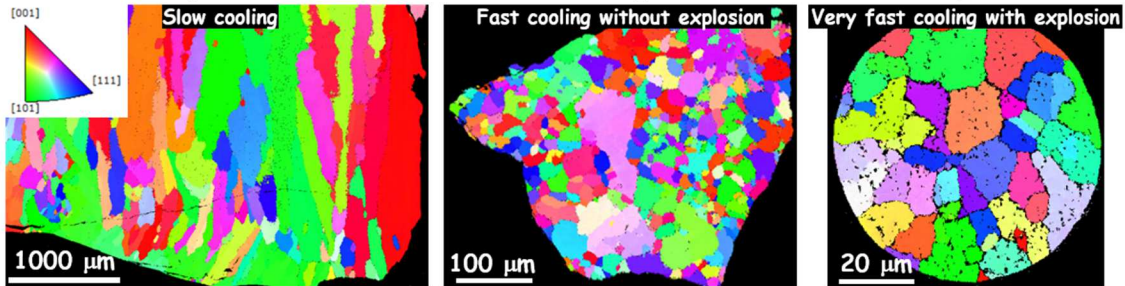 Slow cooling
[001]
[111]
[101]
1000 μm
Fast cooling without explosion
100 μm
Very fast cooling with explosion
20 μm